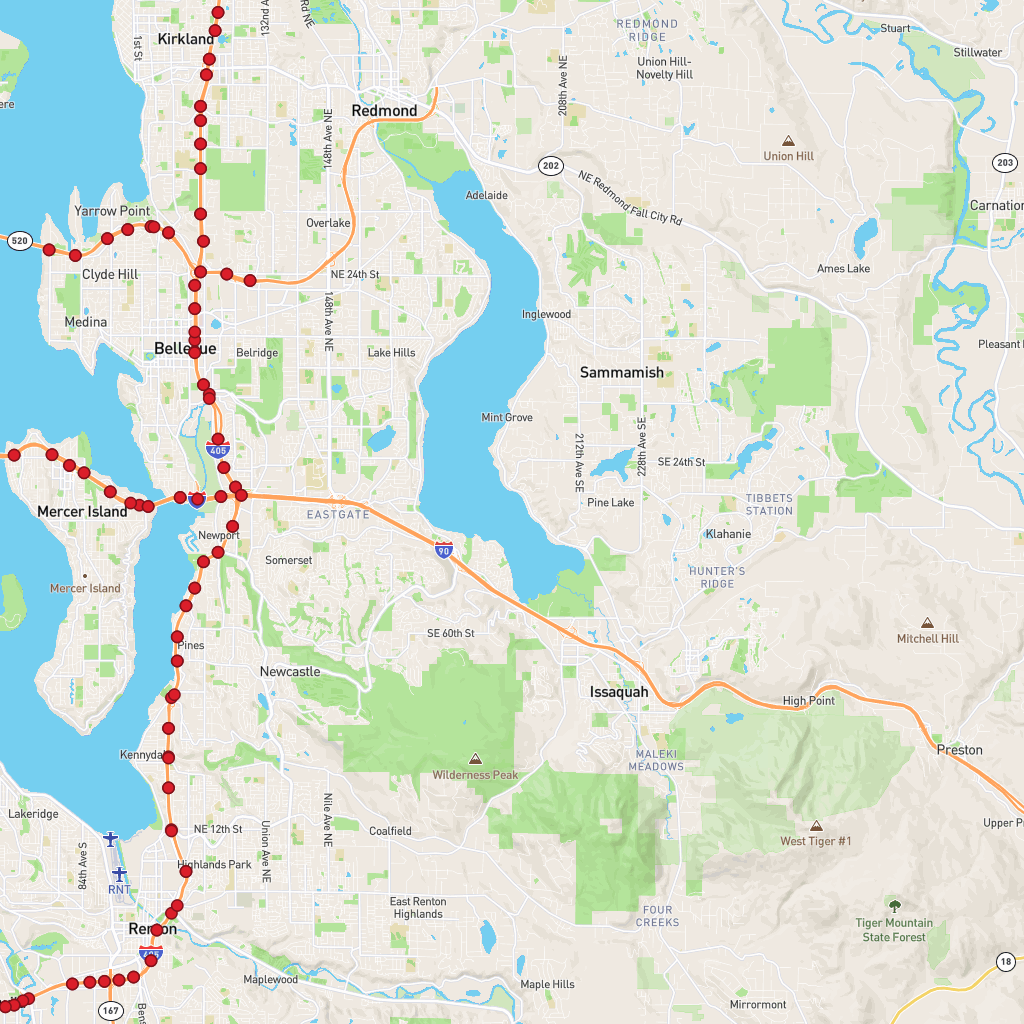 Kirkland
1st St
132nd A
RD NE
REDMOND
RIDGE
Union Hill-
Novelty Hill
Stuart
Stillwater
ere
Redmond
148th Ave NE
208th Ave NE
Union Hill
202
203
NE Redmond Fall City Rd
Adelaide
Carnation
Yarrow Point
Overlake
520
Clyde Hill
NE 24th St
Ames Lake
Medina
148th Ave NE
Inglewood
Belridge
Lake Hills
Pleasant
Sammamish
Mint Grove
405
212th Ave SE
228th Ave SE
SE 24th St
Mercer Island
EASTGATE
Pine Lake
TIBBETS
STATION
Newport
Klahanie
90
Somerset
HUNTER'S
RIDGE
Mercer Island
Mitchell Hill
SE 60th St
Pines
Newcastle
Issaquah
High Point
Preston
MALEKI
MEADOWS
Wilderness Peak
Lakeridge
Nile Ave NE
Upper
NE 12th St
Union Ave NE
Coalfield
West Tiger #1
84th Ave S
Highlands Park
RNT
East Renton
Highlands
FOUR
CREEKS
Tiger Mountain
State Forest
18
Maplewood
Maple Hills
Mirrormont
167
Bens